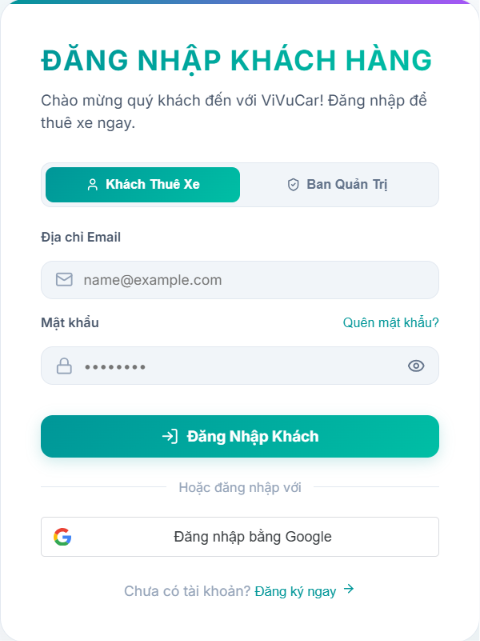 ĐĂNG NHẬP KHÁCH HÀNG
Chào mừng quý khách đến với ViVuCar! Đăng nhập để
thuê xe ngay.
Khách Thuê Xe
Ban Quản Trị
Địa chỉ Email
name@example.com
Mật khẩu
Quên mật khẩu?
••••••••
Đăng Nhập Khách
Hoặc đăng nhập với
Đăng nhập bằng Google
Chưa có tài khoản? Đăng ký ngay →